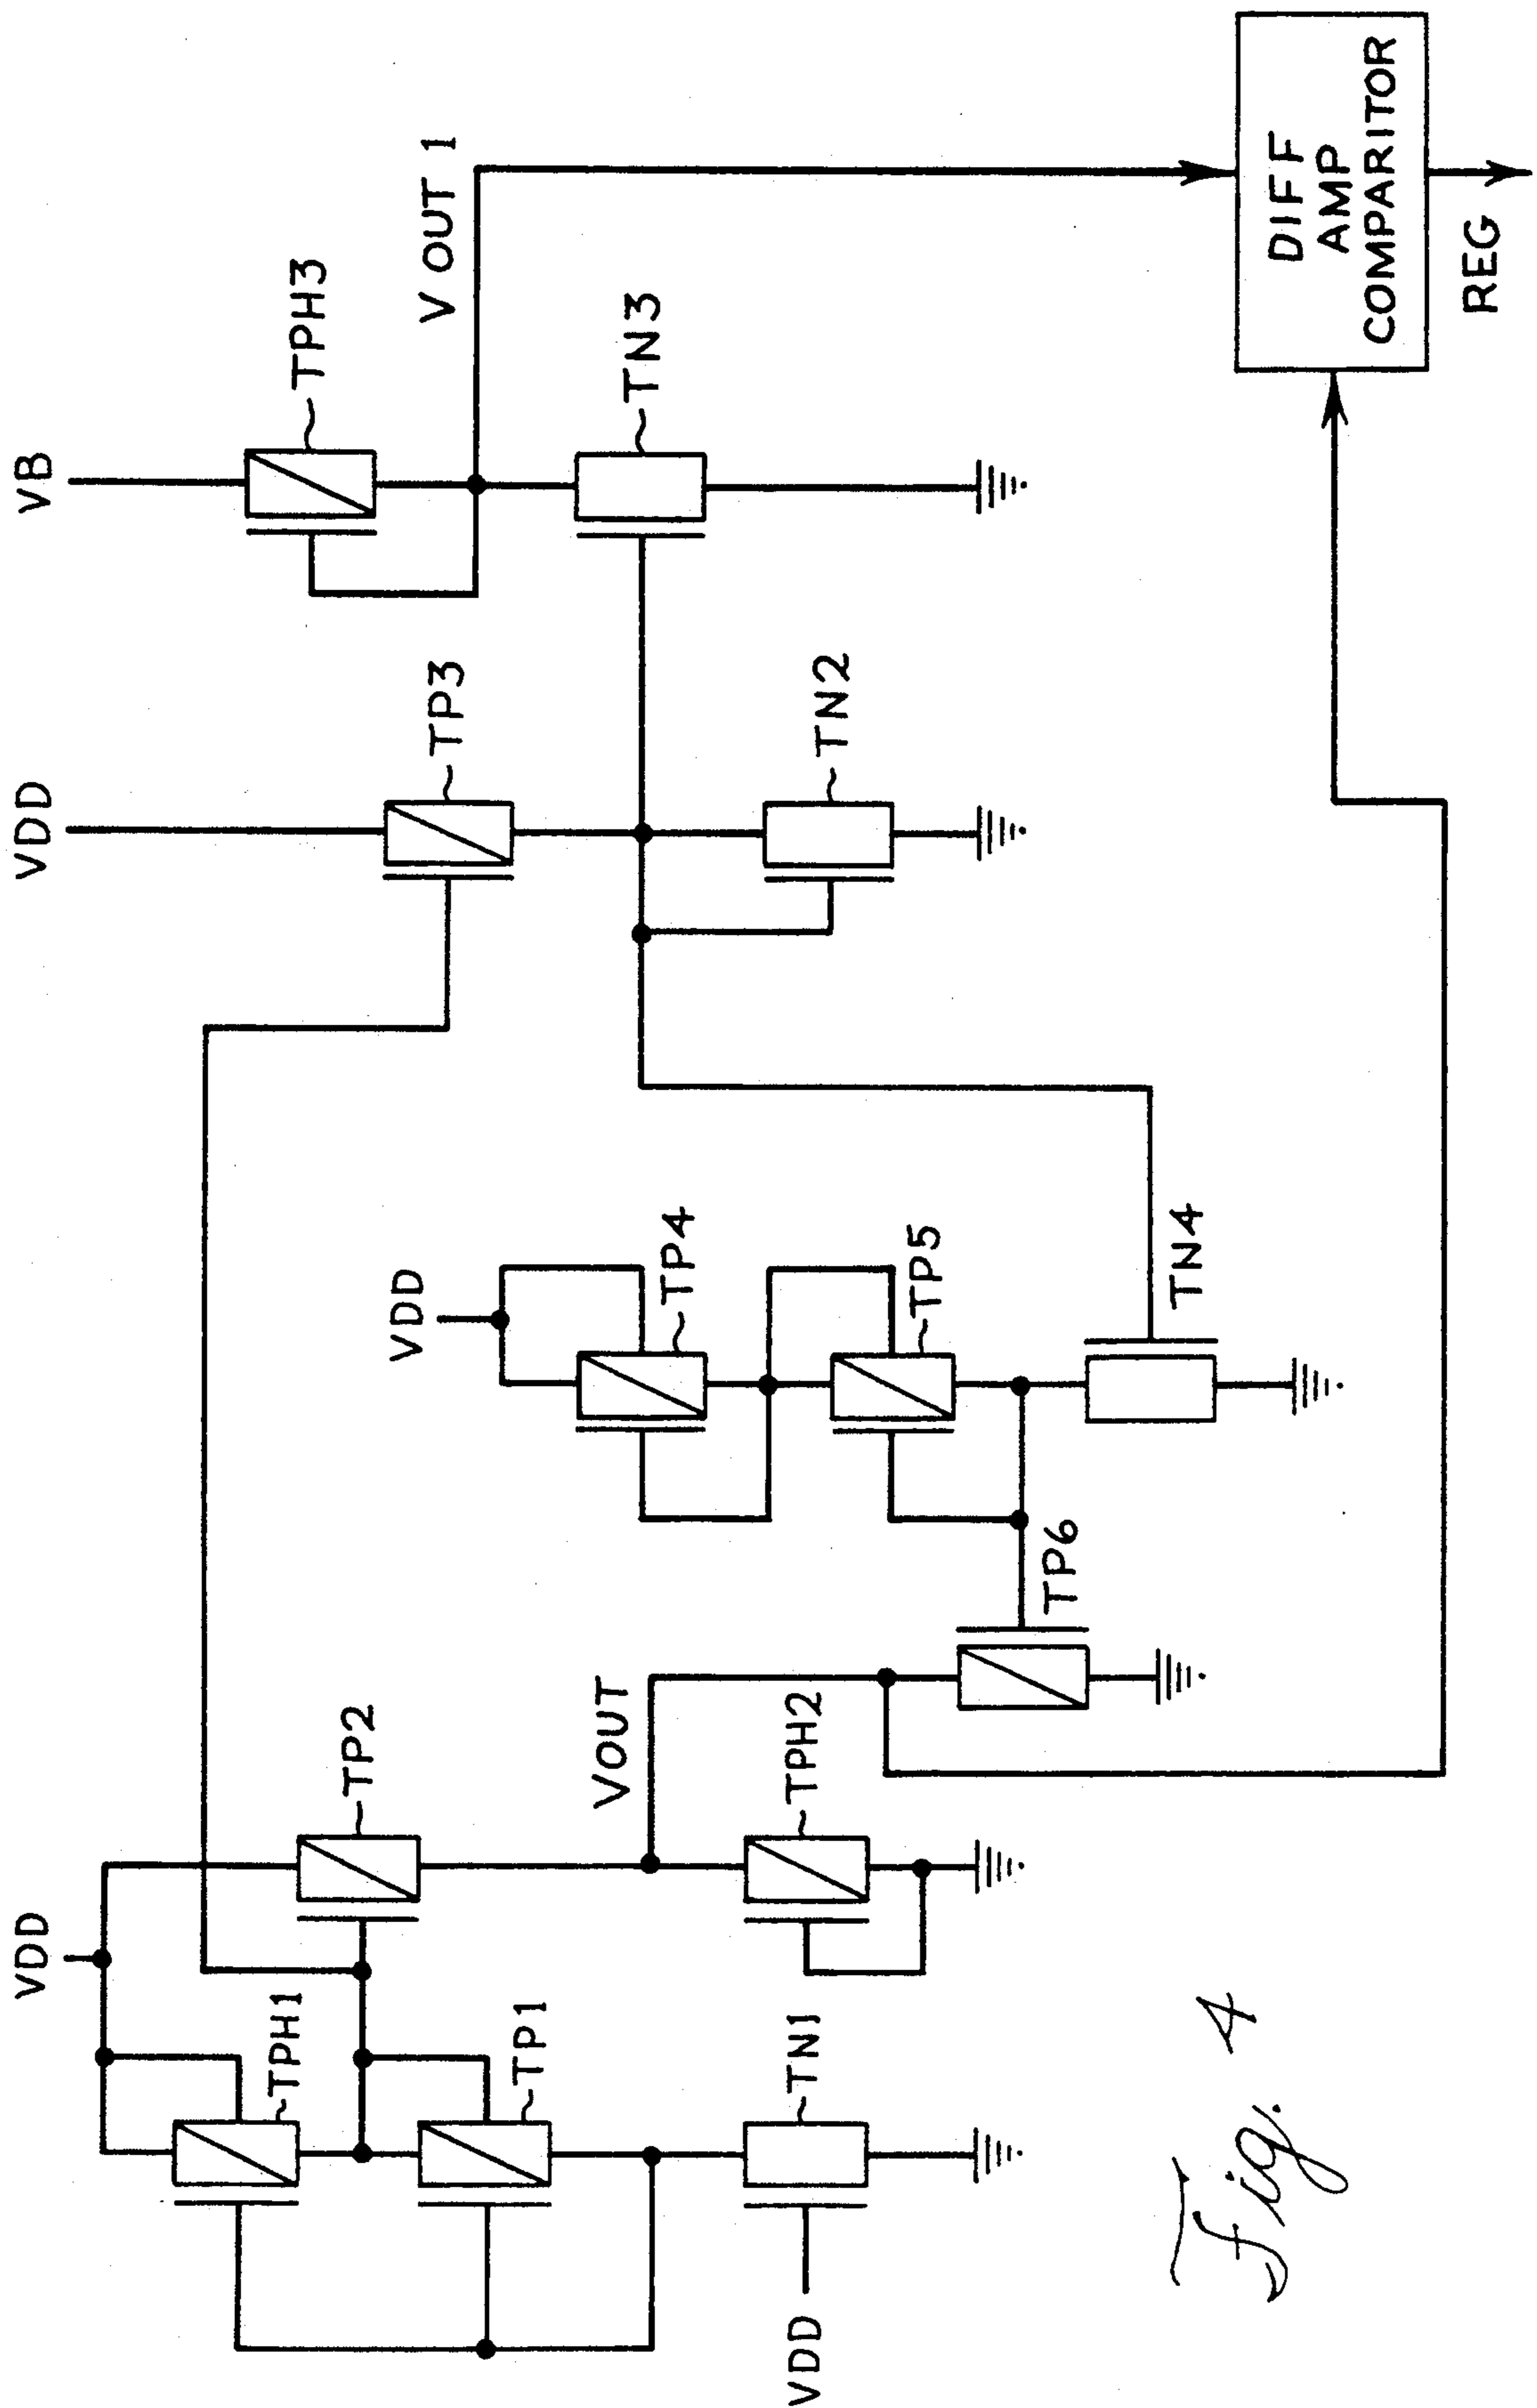 VDD
TPH1
TP2
TP1
VOUT
TPH2
TN1
VDD
VDD
TP4
TP5
TP6
TN4
VDD
TP3
TN2
VB
TPH3
V OUT 1
TN3
DIFF
AMP
COMPARITOR
REG
Fig. 4